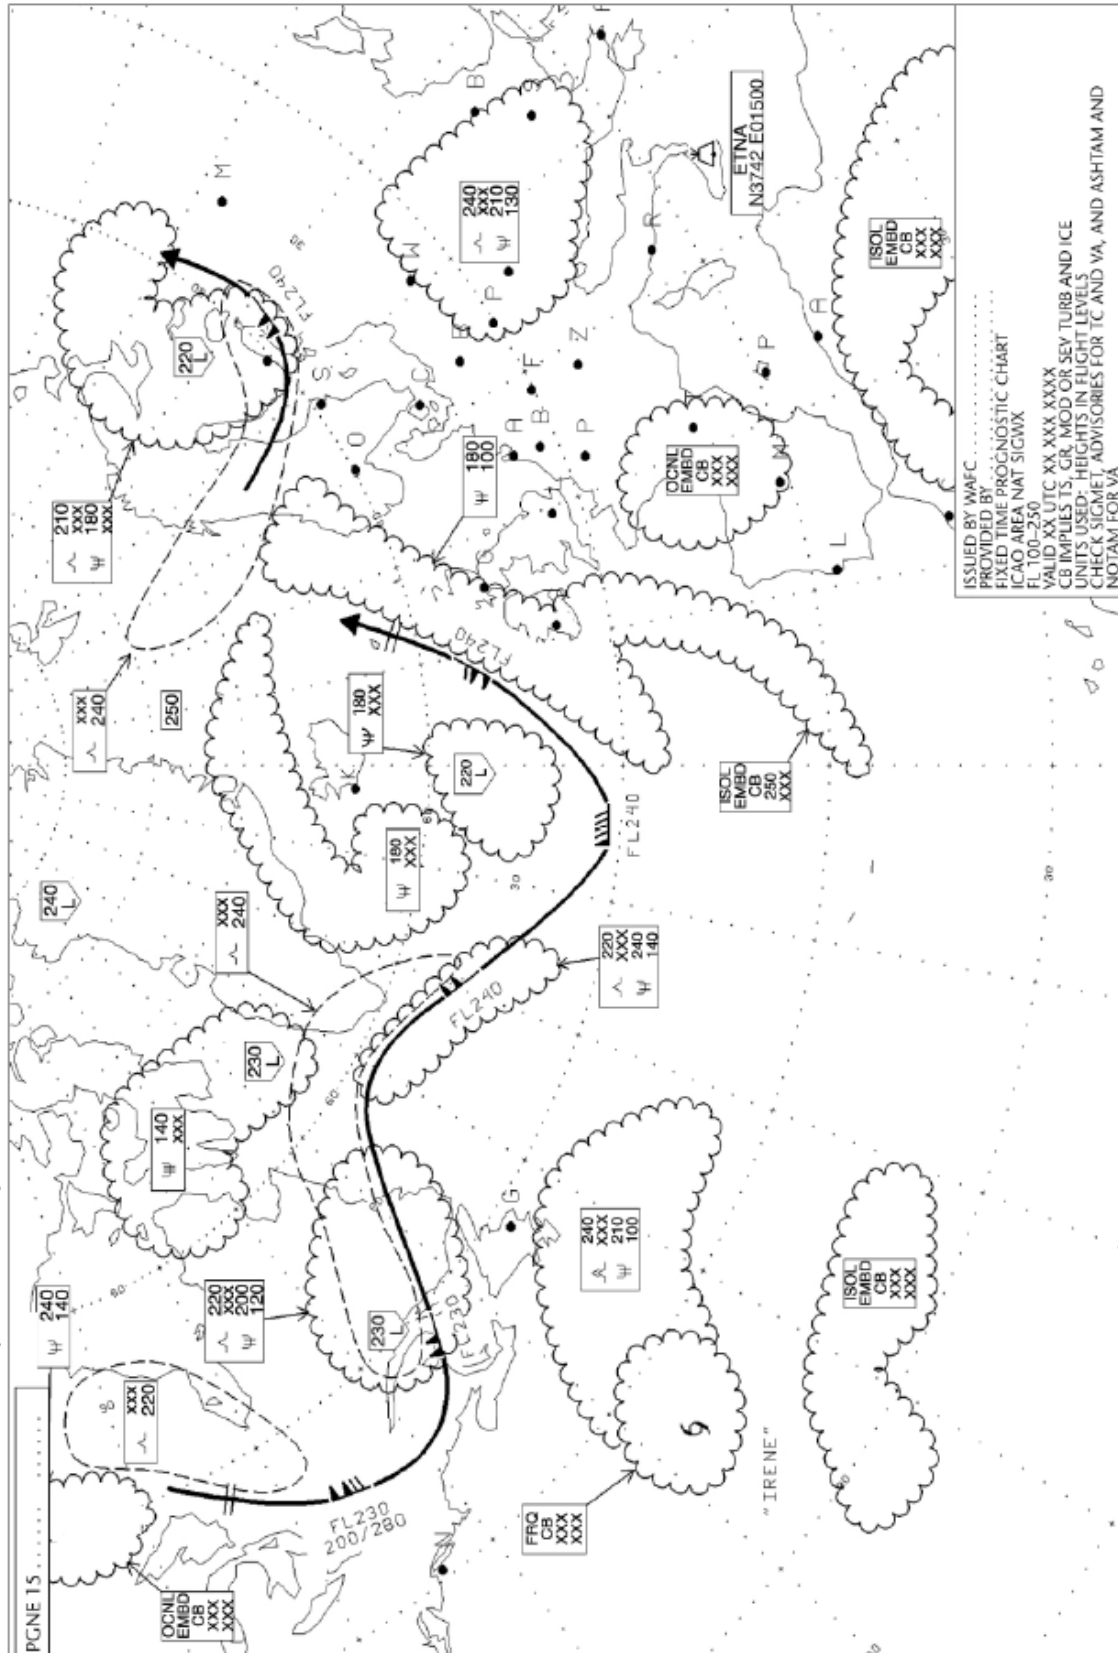 PGNE 15
240
140
XXX
220
OCNL
EMBD
CB
XXX
XXX
220
XXX
200
120
140
XXX
240
L
230
L
XXX
240
250
XXX
240
210
XXX
180
XXX
220
L
M
FL230
200/280
230
L
FL230
N
G
FL240
180
XXX
K
180
XXX
220
L
FL240
FL240
FL240
O
S
C
180
100
M
B
A
B
F
P
Z
P
240
XXX
210
130
B
FRQ
CB
XXX
XXX
"IRENE"
240
XXX
210
100
220
XXX
240
140
ISOL
EMBD
CB
250
XXX
OCNL
EMBD
CB
XXX
XXX
L
P
A
R
ETNA
N3742 E01500
ISOL
EMBD
CB
XXX
XXX
ISOL
EMBD
CB
XXX
XXX
30
ISSUED BY WAFC
PROVIDED BY
FIXED TIME PROGNOSTIC CHART
ICAO AREA NAT SIGWX
FL 100-250
VALID XX UTC XX XX XXXX
CB IMPLIES TS, GR, MOD OR SEV TURB AND ICE
UNITS USED: HEIGHTS IN FLIGHT LEVELS
CHECK SIGMET, ADVISORIES FOR TC AND VA, AND ASHTAM AND
NOTAM FOR VA